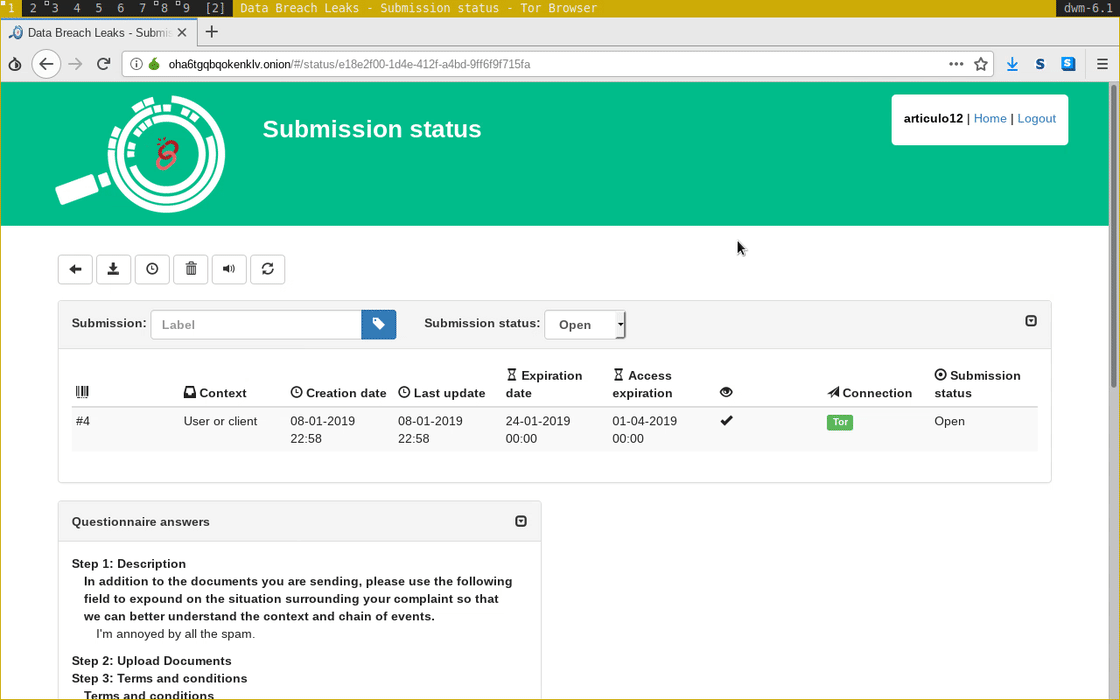 1 2 3 4 5 6 7 8 9 [2] Data Breach Leaks - Submission status - Tor Browser dwm-6.1
Data Breach Leaks - Submis
oha6tgqbqokenklv.onion/#/status/e18e2f00-1d4e-412f-a4bd-9ff6f9f715fa
Submission status
articulo12 | Home | Logout
Submission: Label Submission status: Open
Context Creation date Last update Expiration date Access expiration Connection Submission status
#4 User or client 08-01-2019 22:58 08-01-2019 22:58 24-01-2019 00:00 01-04-2019 00:00 Tor Open
Questionnaire answers
Step 1: Description
In addition to the documents you are sending, please use the following
field to expound on the situation surrounding your complaint so that
we can better understand the context and chain of events.
I'm annoyed by all the spam.
Step 2: Upload Documents
Step 3: Terms and conditions
Terms and conditions